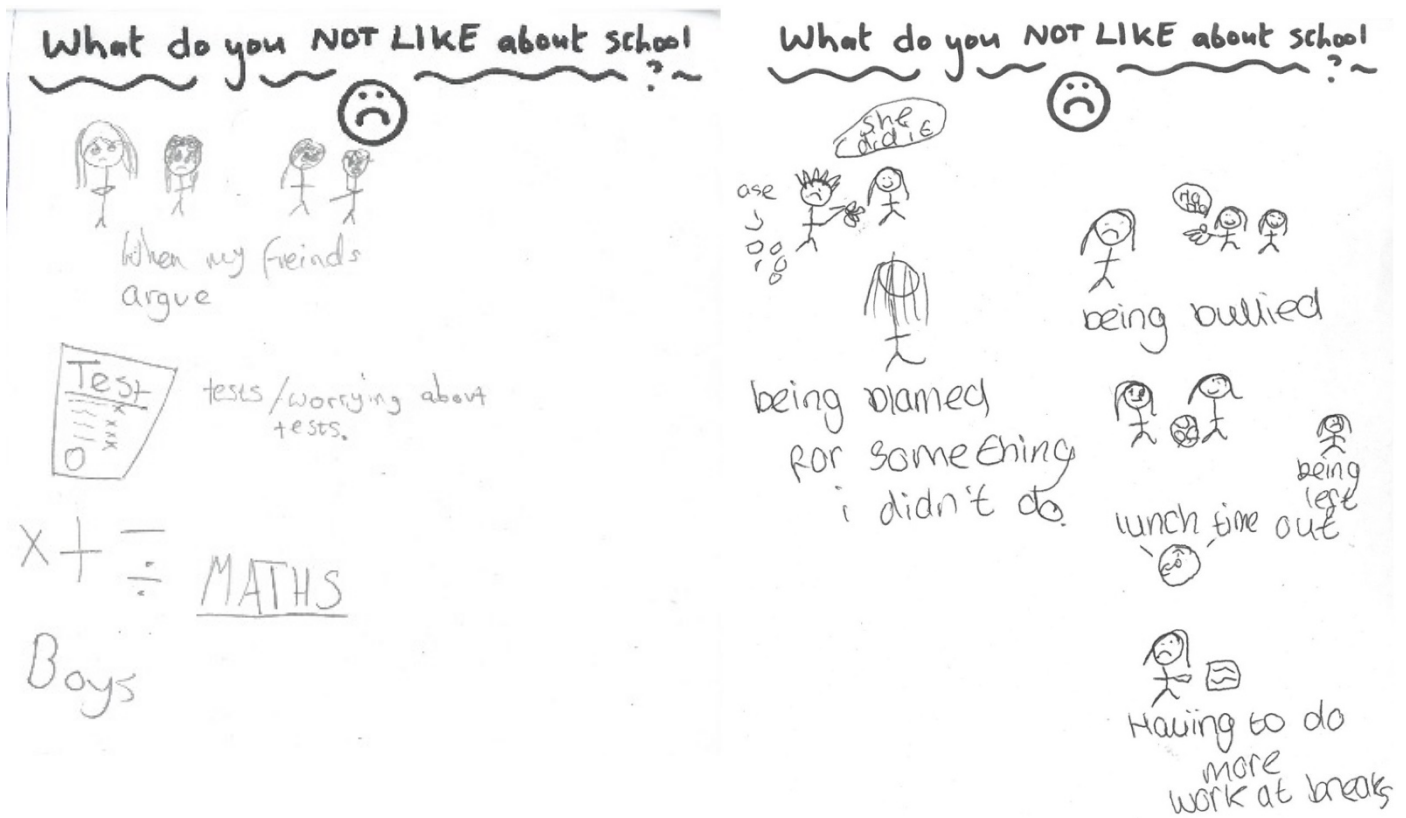 What do you NOT LIKE about school
?
When my freinds
argue
Test
tests/worrying about
tests.
x + -
÷
MATHS
Boys
What do you NOT LIKE about school
?
she
did it
being blamed
for something
i didn't do.
HA
HA
being bullied
being
left
out
lunch time
Having to do
more
work at breaks